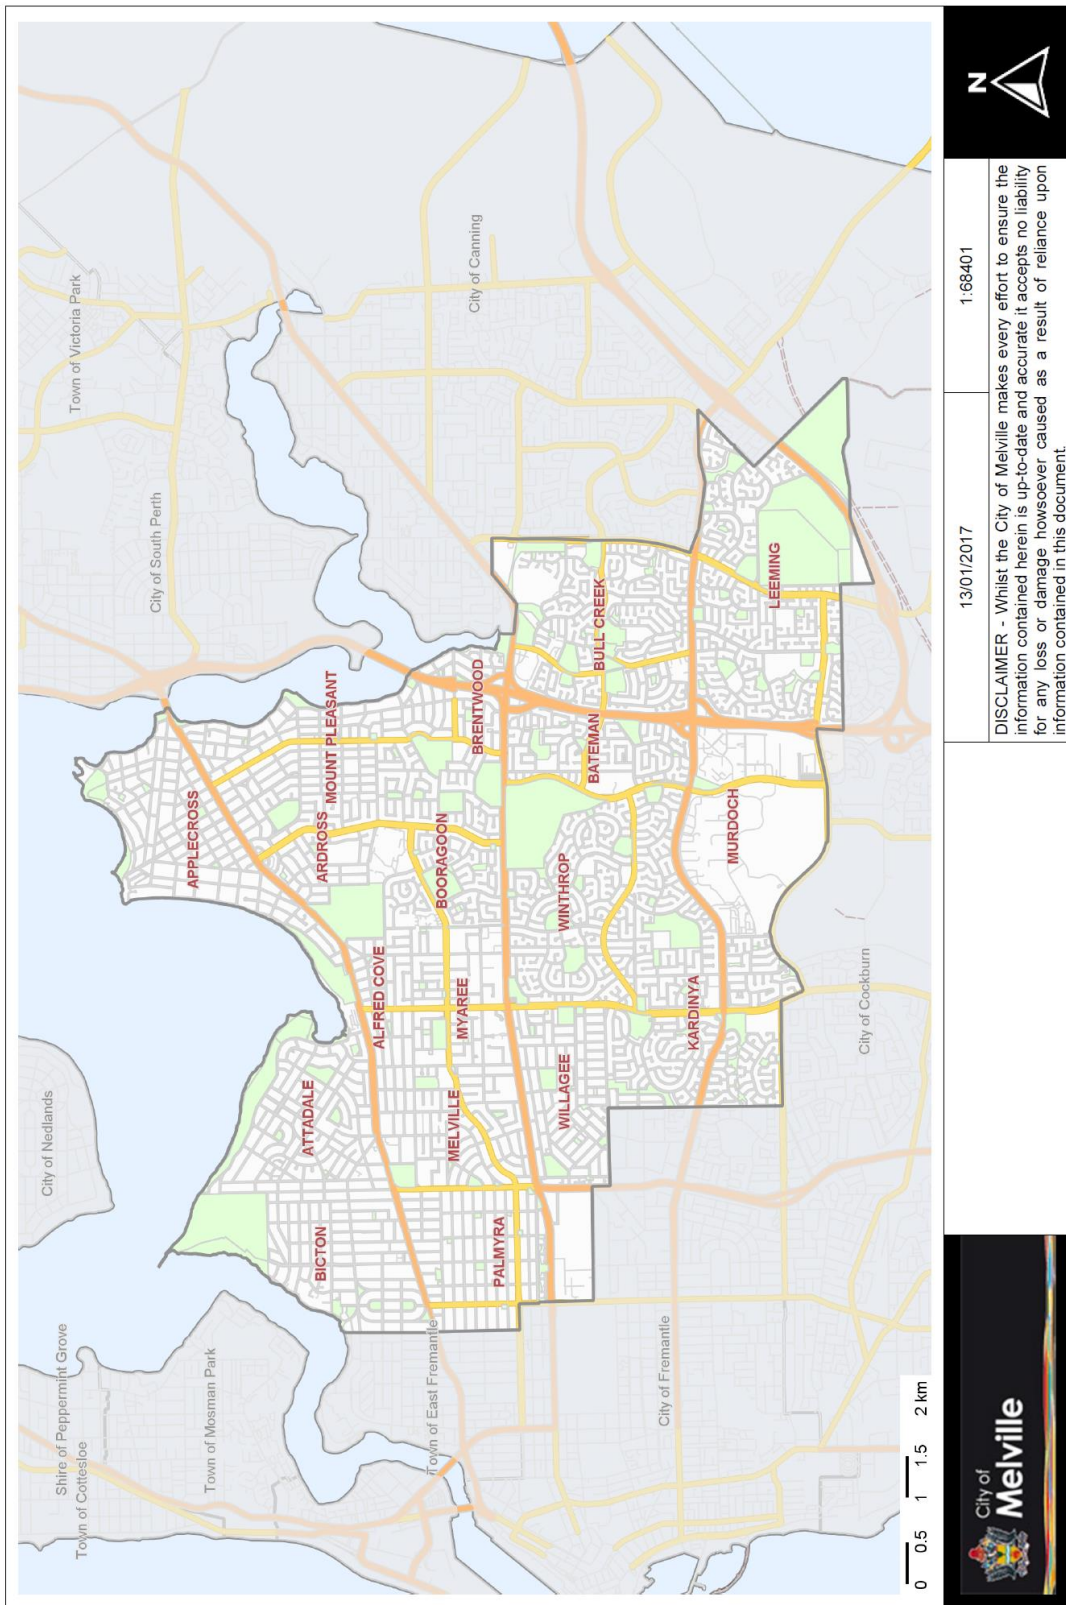 Town of Victoria Park
City of South Perth
City of Canning
City of Nedlands
Shire of Peppermint Grove
Town of Cottesloe
Town of Mosman Park
Town of East Fremantle
City of Fremantle
City of Cockburn
APPLECROSS
MOUNT PLEASANT
ARDROSS
BRENTWOOD
BOORAGOON
ALFRED COVE
MYAREE
ATTADALE
MELVILLE
BICTON
PALMYRA
BULL CREEK
BATEMAN
WINTHROP
WILLAGEE
LEEMING
MURDOCH
KARDINYA
0 0.5 1 1.5 2 km
City of
Melville
13/01/2017
1:68401
DISCLAIMER - Whilst the City of Melville makes every effort to ensure the
information contained herein is up-to-date and accurate it accepts no liability
for any loss or damage howsoever caused as a result of reliance upon
information contained in this document.
N